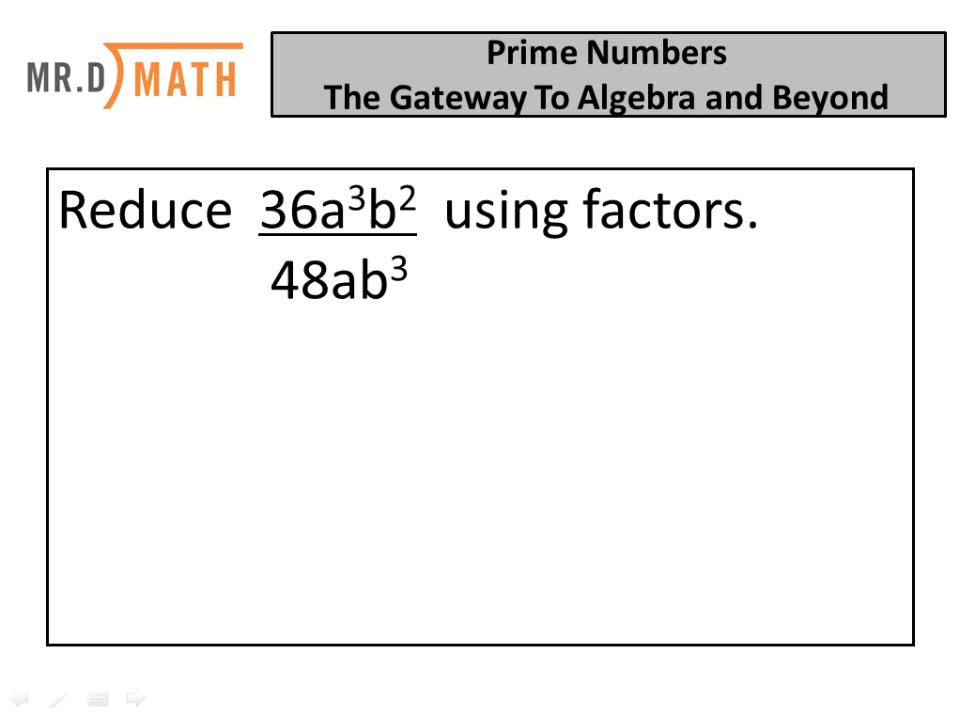 MR.D MATH
Prime Numbers
The Gateway To Algebra and Beyond
Reduce 36a³b² using factors.
48ab³